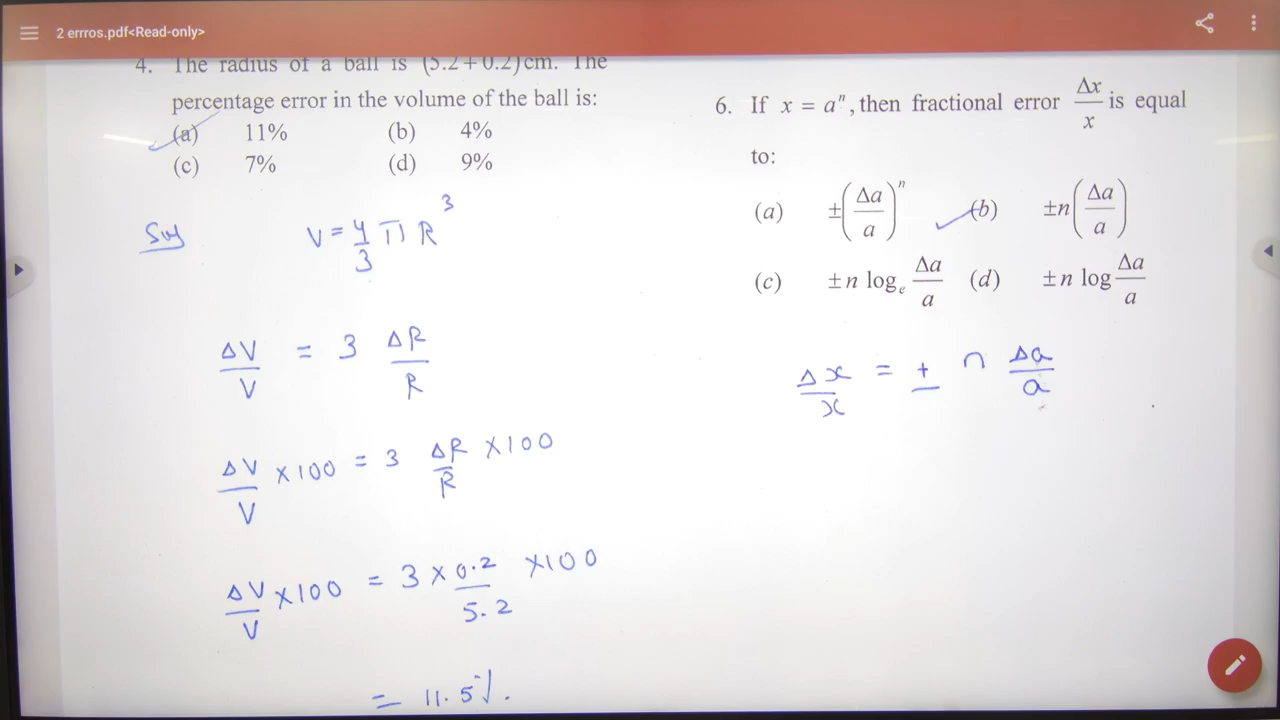 2 errros.pdf<Read-only>
4. The radius of a ball is (5.2+0.2)cm. The
percentage error in the volume of the ball is:
(a) 11% (b) 4%
(c) 7% (d) 9%
V = 4/3 π R³
ΔV/V = 3 ΔR/R
ΔV/V ×100 = 3 ΔR/R ×100
ΔV/V ×100 = 3 × 0.2/5.2 ×100
= 11.5%.
6. If x = aⁿ, then fractional error Δx/x is equal
to:
(a) ±(Δa/a)ⁿ (b) ±n(Δa/a)
(c) ±n logₑ Δa/a (d) ±n log Δa/a
Δx/x = ± n Δa/a